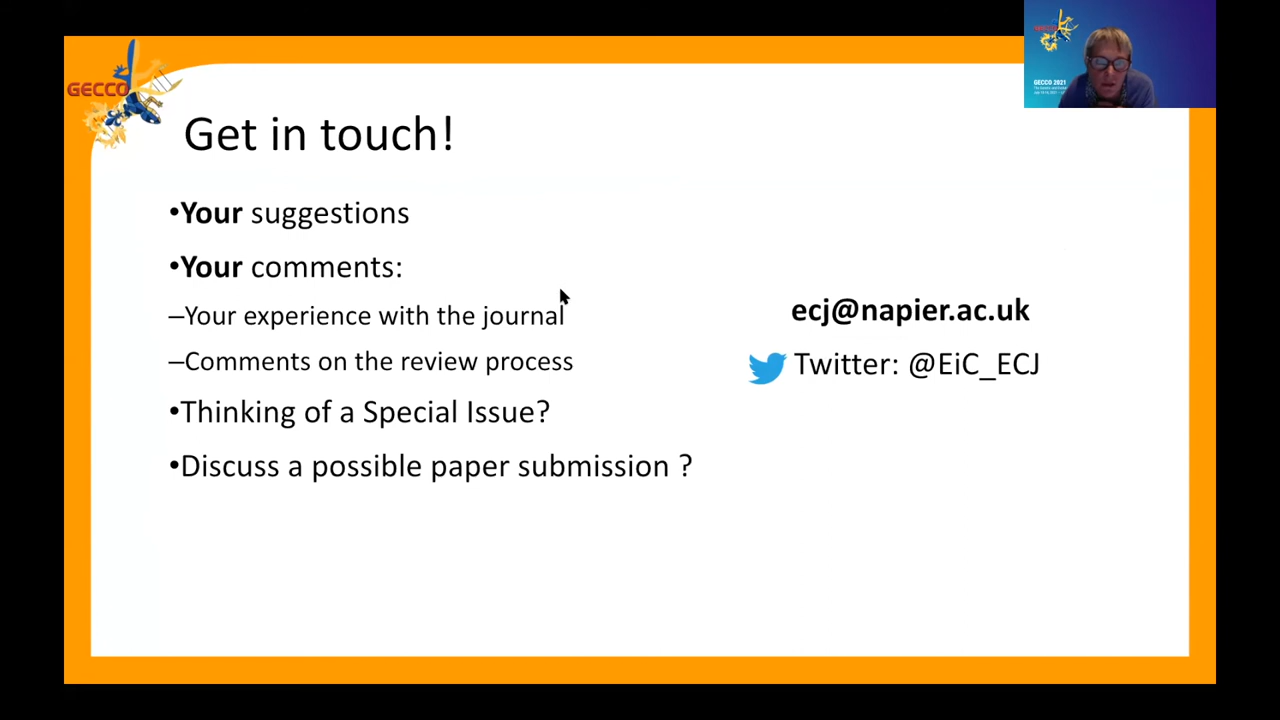 GECCO
GECCO
GECCO 2021
Get in touch!
•Your suggestions
•Your comments:
–Your experience with the journal
–Comments on the review process
•Thinking of a Special Issue?
•Discuss a possible paper submission ?
ecj@napier.ac.uk
Twitter: @EiC_ECJ